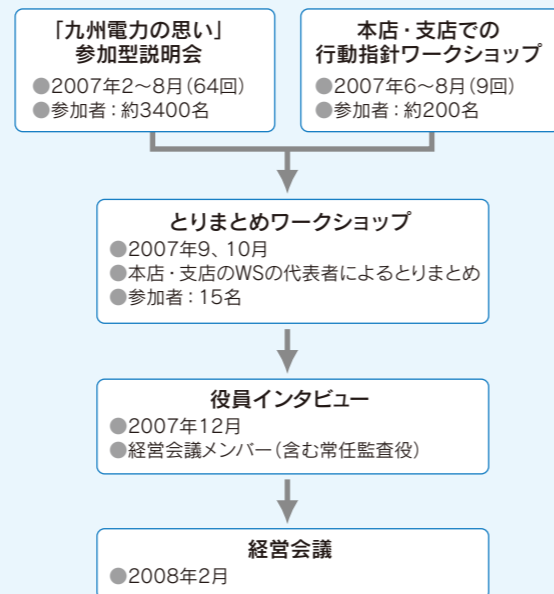 「九州電力の思い」
参加型説明会
●2007年2～8月（64回）
●参加者：約3400名
本店・支店での
行動指針ワークショップ
●2007年6～8月（9回）
●参加者：約200名
とりまとめワークショップ
●2007年9、10月
●本店・支店のWSの代表者によるとりまとめ
●参加者：15名
役員インタビュー
●2007年12月
●経営会議メンバー（含む常任監査役）
経営会議
●2008年2月